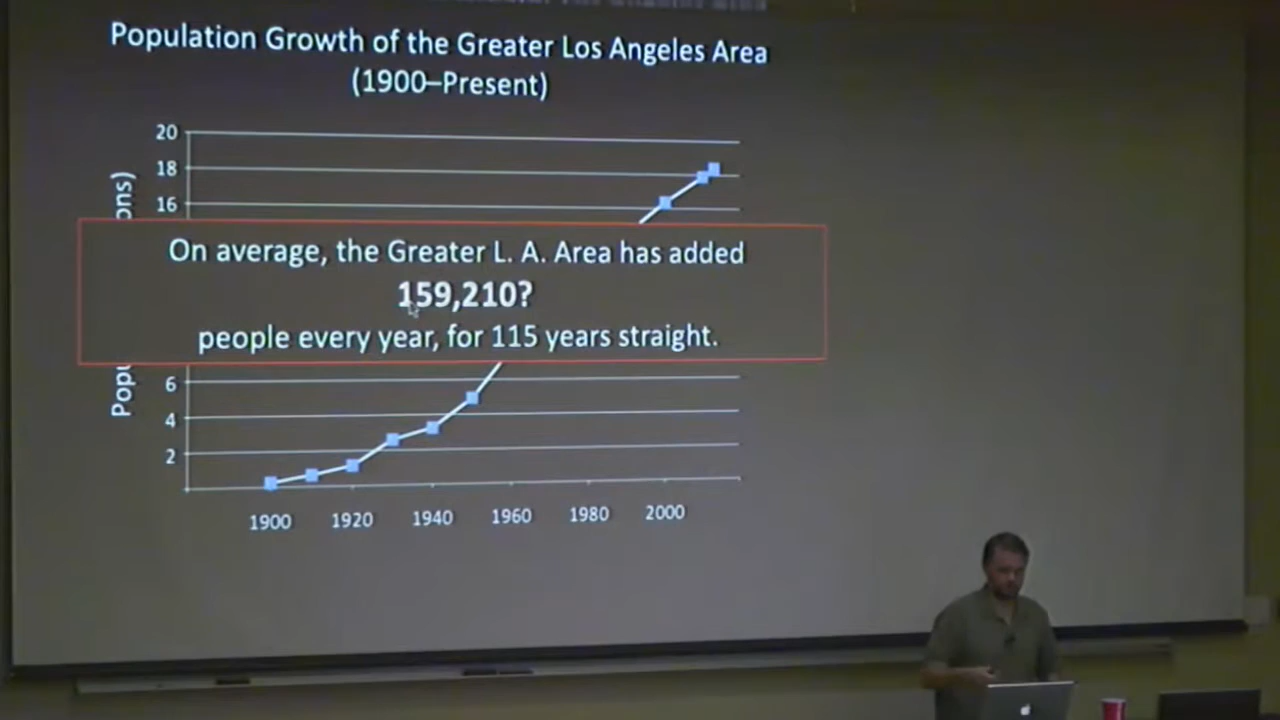 Population Growth of the Greater Los Angeles Area
(1900–Present)
20
18
16
ons)
On average, the Greater L. A. Area has added
159,210?
people every year, for 115 years straight.
Popu
6
4
2
1900 1920 1940 1960 1980 2000